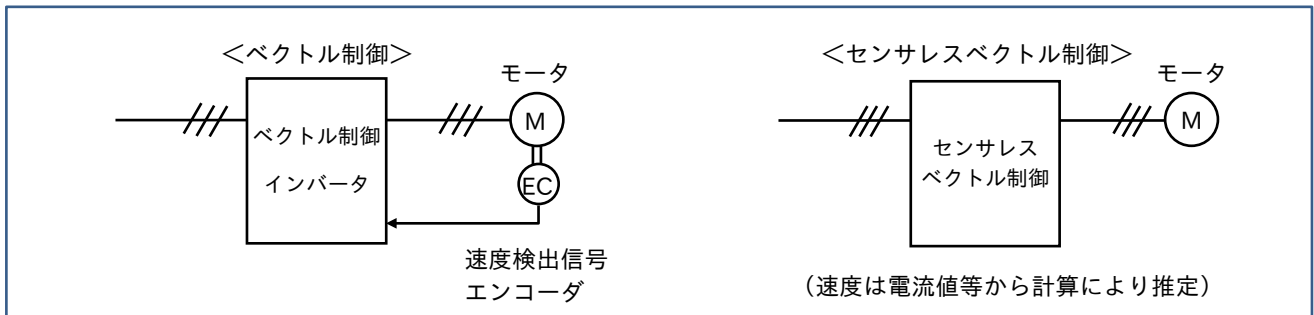 ＜ベクトル制御＞
モータ
M
ベクトル制御
インバータ
EC
速度検出信号
エンコーダ
＜センサレスベクトル制御＞
モータ
M
センサレス
ベクトル制御
（速度は電流値等から計算により推定）